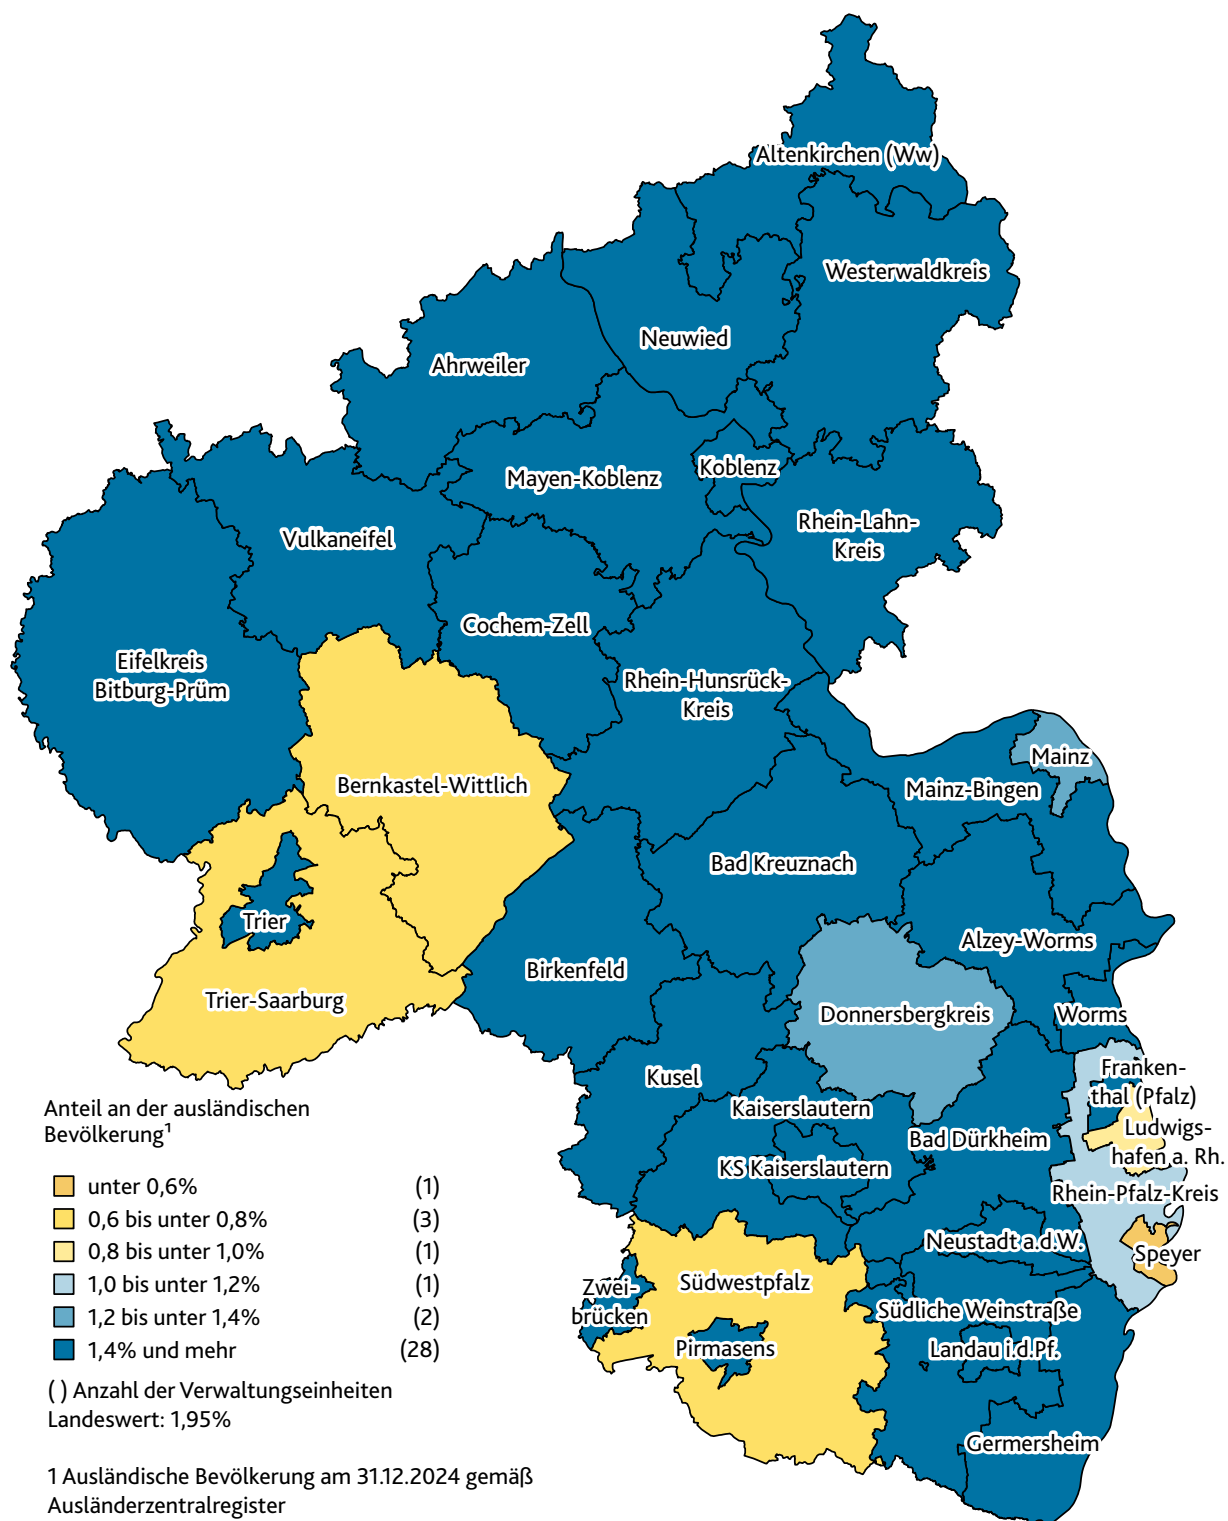 Altenkirchen (Ww)
Westerwaldkreis
Neuwied
Ahrweiler
Koblenz
Mayen-Koblenz
Rhein-Lahn-
Kreis
Vulkaneifel
Cochem-Zell
Eifelkreis
Bitburg-Prüm
Rhein-Hunsrück-
Kreis
Mainz
Bernkastel-Wittlich
Mainz-Bingen
Bad Kreuznach
Trier
Alzey-Worms
Birkenfeld
Trier-Saarburg
Donnersbergkreis
Worms
Kusel
Franken-
thal (Pfalz)
Kaiserslautern
Ludwigs-
hafen a. Rh.
Bad Dürkheim
KS Kaiserslautern
Rhein-Pfalz-Kreis
Neustadt a.d.W.
Speyer
Südwestpfalz
Zwei-
brücken
Südliche Weinstraße
Pirmasens
Landau i.d.Pf.
Germersheim
Anteil an der ausländischen
Bevölkerung¹
unter 0,6% (1)
0,6 bis unter 0,8% (3)
0,8 bis unter 1,0% (1)
1,0 bis unter 1,2% (1)
1,2 bis unter 1,4% (2)
1,4% und mehr (28)
( ) Anzahl der Verwaltungseinheiten
Landeswert: 1,95%
1 Ausländische Bevölkerung am 31.12.2024 gemäß
Ausländerzentralregister